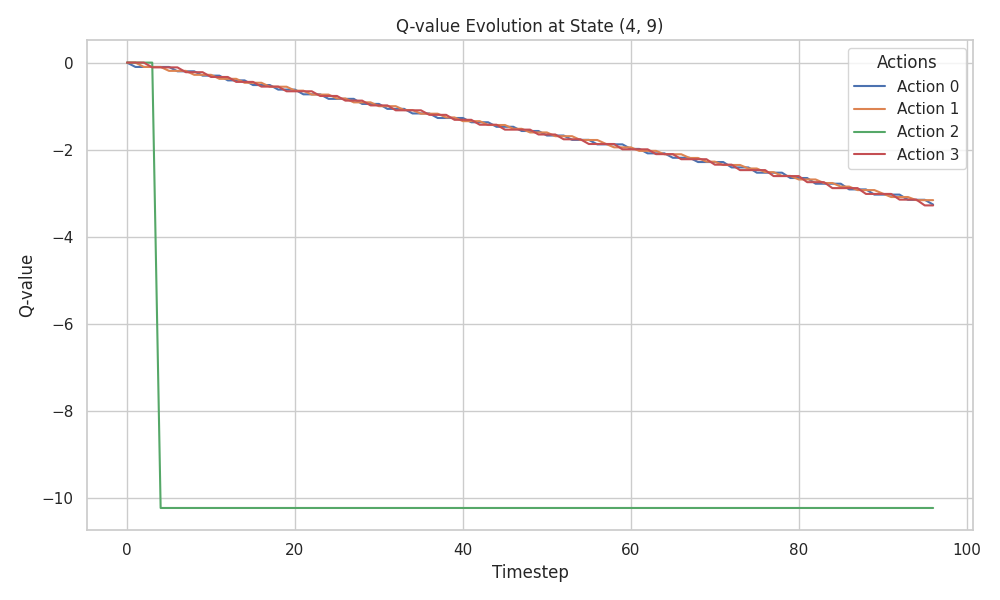 Q-value Evolution at State (4, 9)
Actions
Action 0
Action 1
Action 2
Action 3
Q-value
0
−2
−4
−6
−8
−10
0
20
40
60
80
100
Timestep